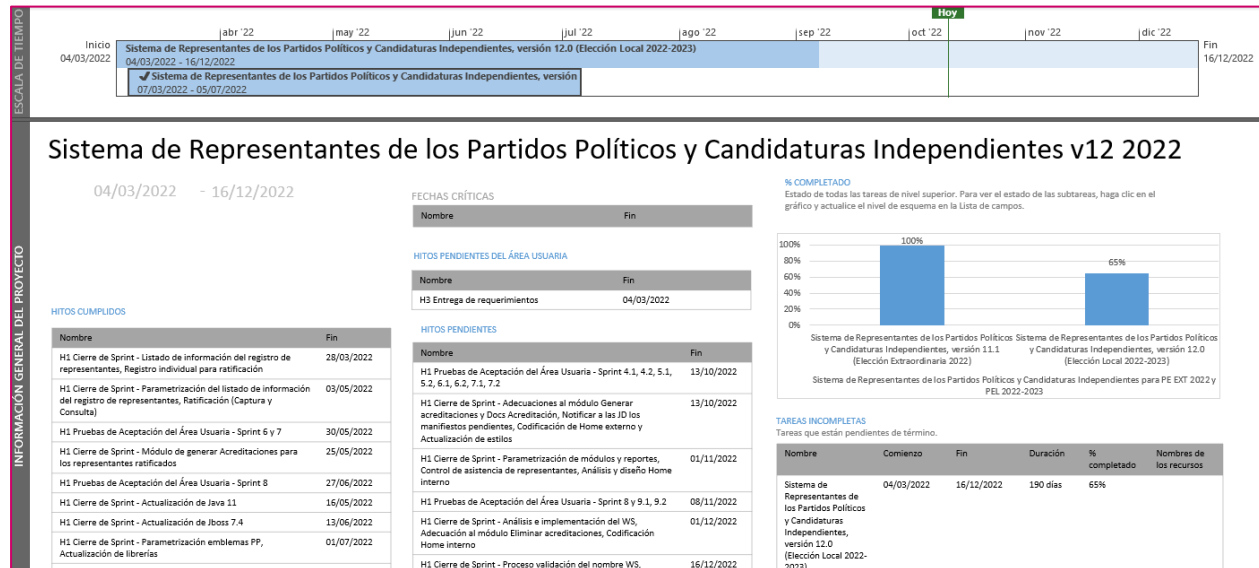 Hoy
abr '22
may '22
jun '22
jul '22
ago '22
sep '22
oct '22
nov '22
dic '22
ESCALA DE TIEMPO
Inicio
04/03/2022
Sistema de Representantes de los Partidos Políticos y Candidaturas Independientes, versión 12.0 (Elección Local 2022-2023)
04/03/2022 - 16/12/2022
✔Sistema de Representantes de los Partidos Políticos y Candidaturas Independientes, versión
07/03/2022 - 05/07/2022
Fin
16/12/2022
INFORMACIÓN GENERAL DEL PROYECTO
Sistema de Representantes de los Partidos Políticos y Candidaturas Independientes v12 2022
04/03/2022 - 16/12/2022
HITOS CUMPLIDOS
Nombre Fin
H1 Cierre de Sprint - Listado de información del registro de 28/03/2022
representantes, Registro individual para ratificación
H1 Cierre de Sprint - Parametrización del listado de información 03/05/2022
del registro de representantes, Ratificación (Captura y
Consulta)
H1 Pruebas de Aceptación del Área Usuaria - Sprint 6 y 7 30/05/2022
H1 Cierre de Sprint - Módulo de generar Acreditaciones para 25/05/2022
los representantes ratificados
H1 Pruebas de Aceptación del Área Usuaria - Sprint 8 27/06/2022
H1 Cierre de Sprint - Actualización de Java 11 16/05/2022
H1 Cierre de Sprint - Actualización de Jboss 7.4 13/06/2022
H1 Cierre de Sprint - Parametrización emblemas PP, 01/07/2022
Actualización de librerías
FECHAS CRÍTICAS
Nombre Fin
HITOS PENDIENTES DEL ÁREA USUARIA
Nombre Fin
H3 Entrega de requerimientos 04/03/2022
HITOS PENDIENTES
Nombre Fin
H1 Pruebas de Aceptación del Área Usuaria - Sprint 4.1, 4.2, 5.1, 13/10/2022
5.2, 6.1, 6.2, 7.1, 7.2
H1 Cierre de Sprint - Adecuaciones al módulo Generar 13/10/2022
acreditaciones y Docs Acreditación, Notificar a las JD los
manifiestos pendientes, Codificación de Home externo y
Actualización de estilos
H1 Cierre de Sprint - Parametrización de módulos y reportes, 01/11/2022
Control de asistencia de representantes, Análisis y diseño Home
interno
H1 Pruebas de Aceptación del Área Usuaria - Sprint 8 y 9.1, 9.2 08/11/2022
H1 Cierre de Sprint - Análisis e implementación del WS, 01/12/2022
Adecuación al módulo Eliminar acreditaciones, Codificación
Home interno
H1 Cierre de Sprint - Proceso validación del nombre WS, 16/12/2022
% COMPLETADO
Estado de todas las tareas de nivel superior. Para ver el estado de las subtareas, haga clic en el
gráfico y actualice el nivel de esquema en la Lista de campos.
100%
80%
60%
40%
20%
0%
100%
65%
Sistema de Representantes de los Partidos Políticos
y Candidaturas Independientes, versión 11.1
(Elección Extraordinaria 2022)
Sistema de Representantes de los Partidos Políticos
y Candidaturas Independientes, versión 12.0
(Elección Local 2022-2023)
Sistema de Representantes de los Partidos Políticos y Candidaturas Independientes para PE EXT 2022 y
PEL 2022-2023
TAREAS INCOMPLETAS
Tareas que están pendientes de término.
Nombre Comienzo Fin Duración % completado Nombres de los recursos
Sistema de 04/03/2022 16/12/2022 190 días 65%
Representantes de
los Partidos Políticos
y Candidaturas
Independientes,
versión 12.0
(Elección Local 2022-
2023)